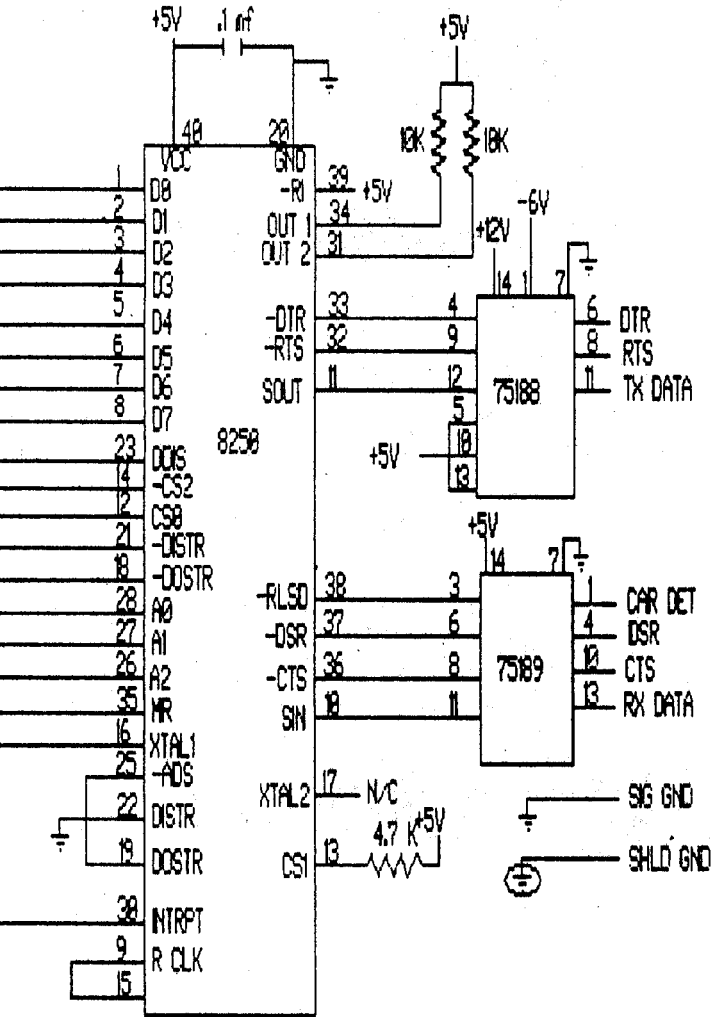 +5V .1 mf +5V
10K 10K
40 20
VCC GND
1 D0 -RI 39 +5V
2 D1 OUT 1 34
3 D2 OUT 2 31
4 D3
5 D4 -DTR 33 4
6 D5 -RTS 32 9
7 D6 SOUT 11 12
8 D7
-6V
+12V
14 1 7
75188
6 DTR
8 RTS
11 TX DATA
5
+5V 10
13
8250
23 DDIS
14 -CS2
12 CS0
21 -DISTR
18 -DOSTR
28 A0
27 A1
26 A2
35 MR
16 XTAL1
25 -ADS
22 DISTR
19 DOSTR
30 INTRPT
9 R CLK
15
+5V
14 7
-RLSD 38 3
-DSR 37 6
-CTS 36 8
SIN 10 11
75189
1 CAR DET
4 DSR
10 CTS
13 RX DATA
XTAL2 17 N/C
CS1 13 4.7 K +5V
SIG GND
SHLD GND